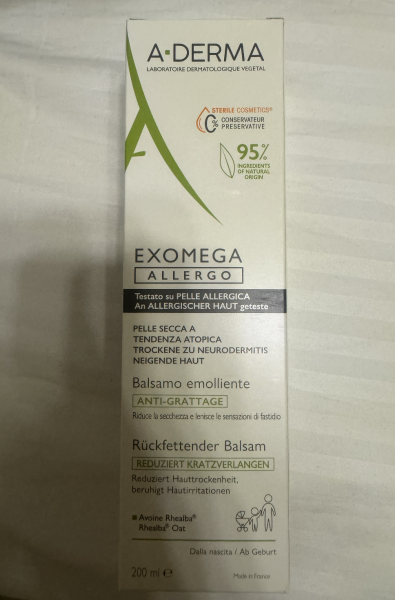 A-DERMA
LABORATOIRE DERMATOLOGIQUE VEGETAL
STERILE COSMETICS®
0% CONSERVATEUR
PRESERVATIVE
95%
INGREDIENTS
OF NATURAL
ORIGIN
EXOMEGA
ALLERGO
Testato su PELLE ALLERGICA
An ALLERGISCHER HAUT getestet
PELLE SECCA A
TENDENZA ATOPICA
TROCKENE ZU NEURODERMITIS
NEIGENDE HAUT
Balsamo emolliente
ANTI-GRATTAGE
Riduce la secchezza e lenisce le sensazioni di fastidio
Rückfettender Balsam
REDUZIERT KRATZVERLANGEN
Reduziert Hauttrockenheit,
beruhigt Hautirritationen
Avoine Rhealba®
Rhealba® Oat
Dalla nascita / Ab Geburt
200 ml e
Made in France